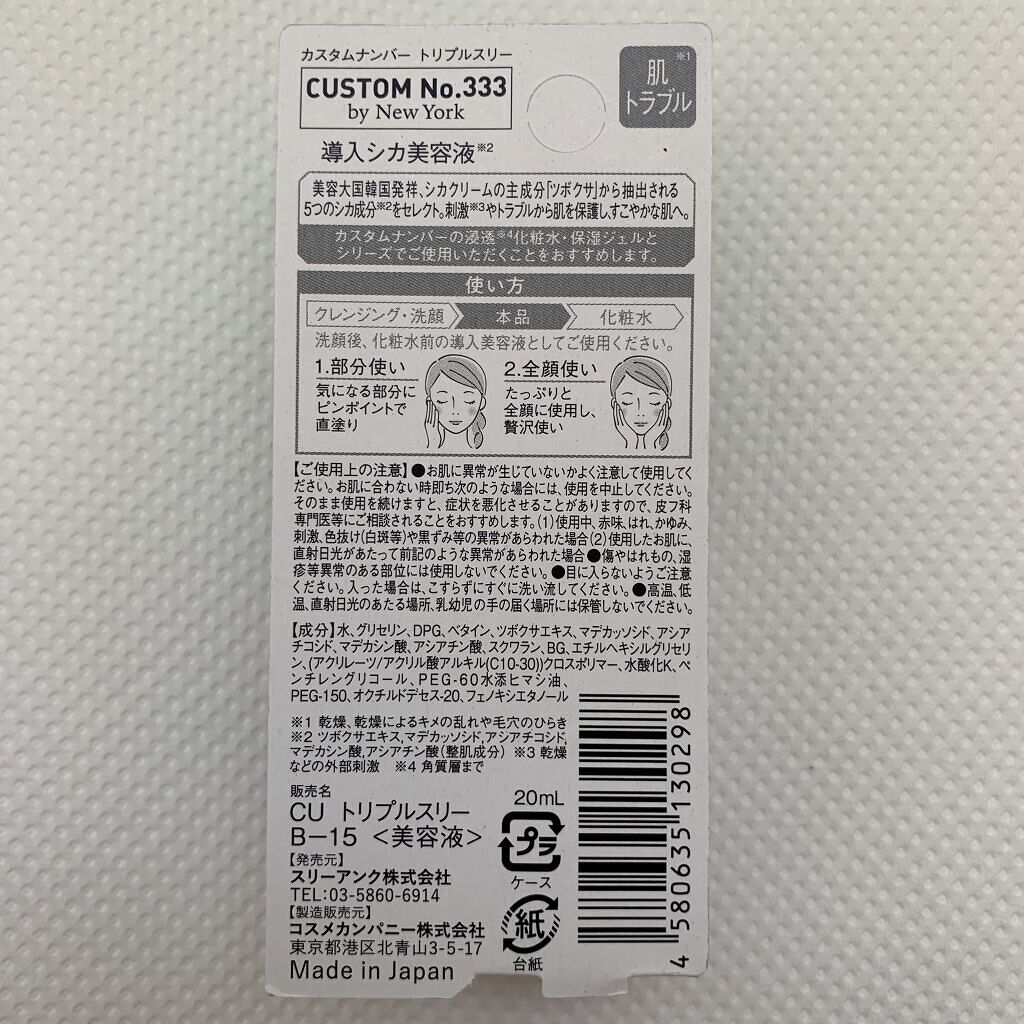 カスタムナンバー トリプルスリー
CUSTOM No.333
by New York
※1
肌
トラブル
導入シカ美容液※2
美容大国韓国発祥、シカクリームの主成分「ツボクサ」から抽出される
5つのシカ成分※2をセレクト。刺激※3やトラブルから肌を保護し、すこやかな肌へ。
カスタムナンバーの浸透※4化粧水・保湿ジェルと
シリーズでご使用いただくことをおすすめします。
使い方
クレンジング・洗顔 本品 化粧水
洗顔後、化粧水前の導入美容液としてご使用ください。
1.部分使い
気になる部分に
ピンポイントで
直塗り
2.全顔使い
たっぷりと
全顔に使用し、
贅沢使い
【ご使用上の注意】●お肌に異常が生じていないかよく注意して使用してく
ださい。お肌に合わない時即ち次のような場合には、使用を中止してください。
そのまま使用を続けますと、症状を悪化させることがありますので、皮フ科
専門医等にご相談されることをおすすめします。(1)使用中、赤味、はれ、かゆみ、
刺激、色抜け(白斑等)や黒ずみ等の異常があらわれた場合(2)使用したお肌に、
直射日光があたって前記のような異常があらわれた場合●傷やはれもの、湿
疹等異常のある部位には使用しないでください。●目に入らないようご注意
ください。入った場合は、こすらずにすぐに洗い流してください。●高温、低
温、直射日光のあたる場所、乳幼児の手の届く場所には保管しないでください。
【成分】水、グリセリン、DPG、ベタイン、ツボクサエキス、マデカッソシド、アシア
チコシド、マデカシン酸、アシアチン酸、スクワラン、BG、エチルヘキシルグリセリ
ン、(アクリレーツ/アクリル酸アルキル(C10-30))クロスポリマー、水酸化K、ペ
ンチレングリコール、PEG-60水添ヒマシ油、
PEG-150、オクチルドデセス-20、フェノキシエタノール
※1 乾燥、乾燥によるキメの乱れや毛穴のひらき
※2 ツボクサエキス,マデカッソシド,アシアチコシド,
マデカシン酸,アシアチン酸(整肌成分) ※3 乾燥
などの外部刺激 ※4 角質層まで
販売名
CU トリプルスリー
B−15 <美容液>
【発売元】
スリーアンク株式会社
TEL:03-5860-6914
【製造販売元】
コスメカンパニー株式会社
東京都港区北青山3-5-17
Made in Japan
20mL
プラ
ケース
紙
台紙
4 580635 130298